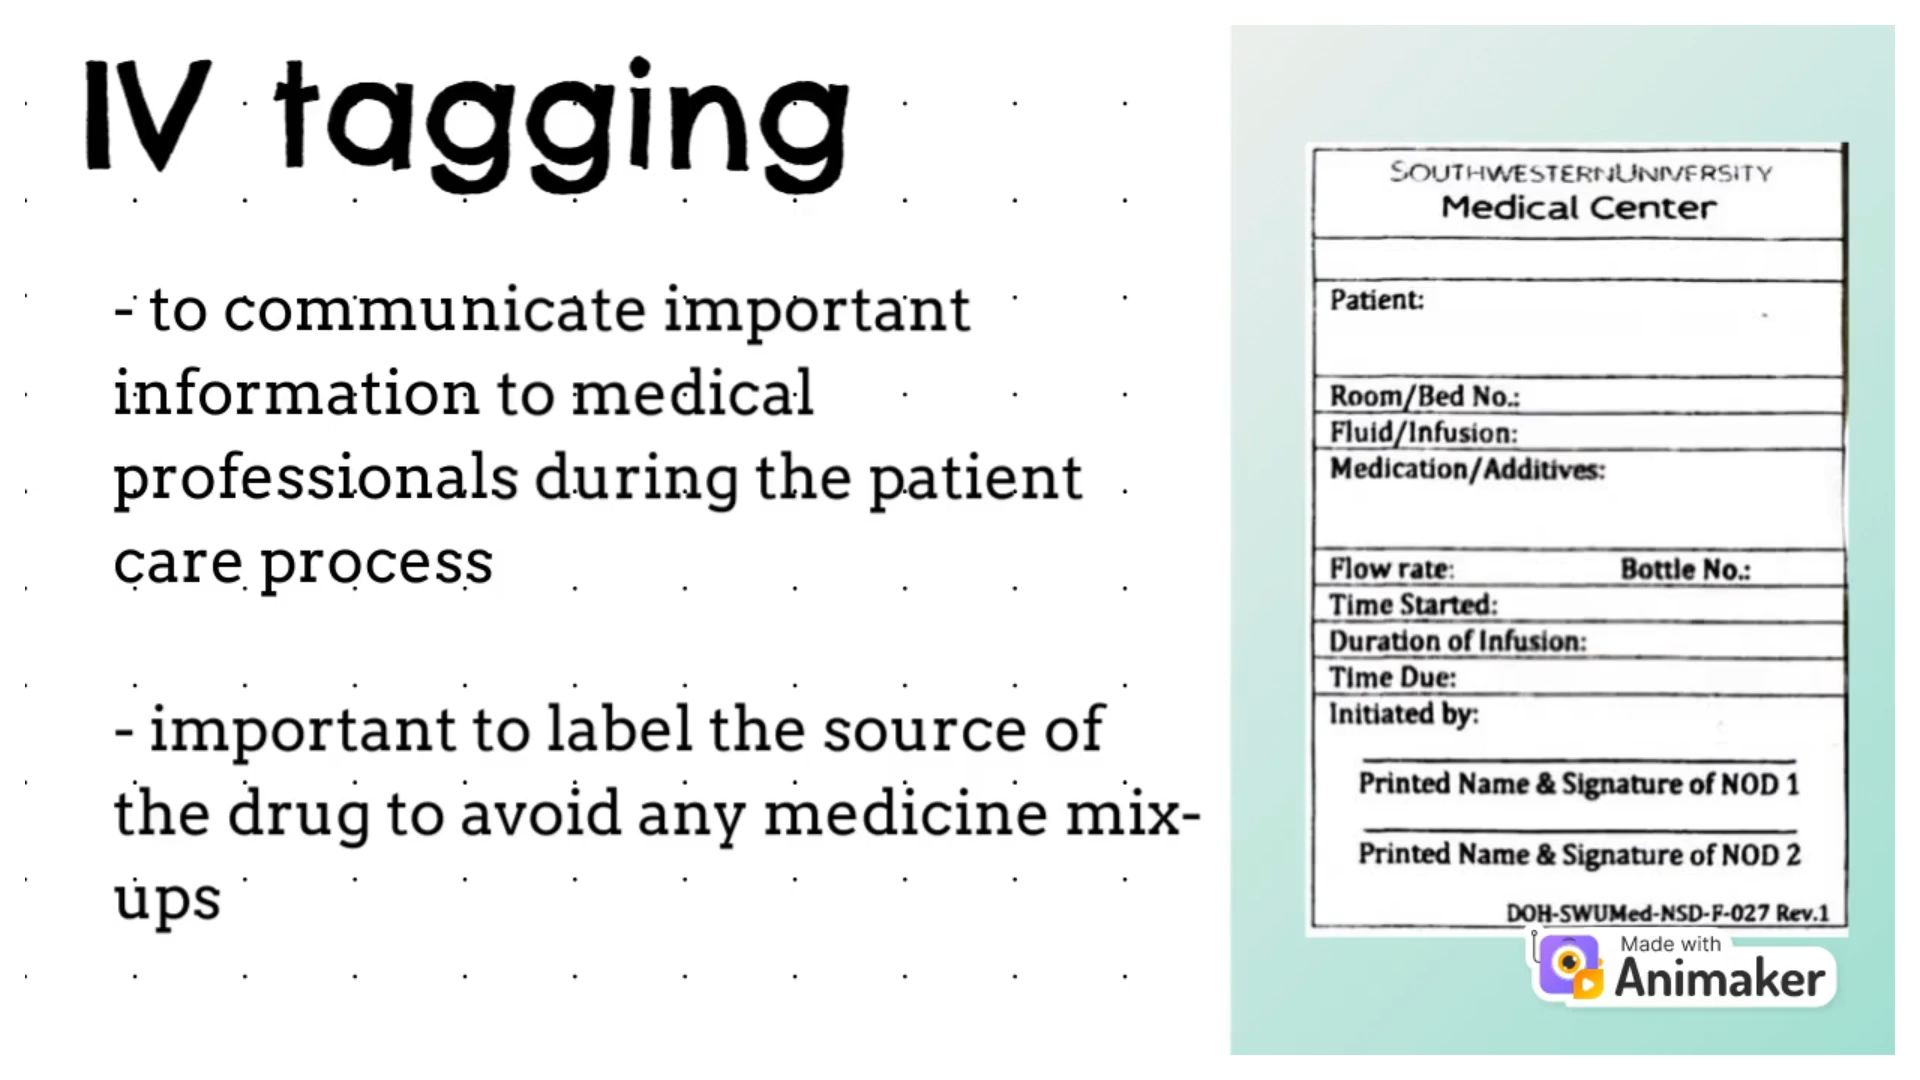 IV tagging
- to communicate important
information to medical
professionals during the patient
care process
- important to label the source of
the drug to avoid any medicine mix-
ups
SOUTHWESTERNUNIVERSITY
Medical Center
Patient:
Room/Bed No.:
Fluid/Infusion:
Medication/Additives:
Flow rate: Bottle No.:
Time Started:
Duration of Infusion:
Time Due:
Initiated by:
Printed Name & Signature of NOD 1
Printed Name & Signature of NOD 2
DOH-SWUMed-NSD-F-027 Rev.1
Made with
Animaker